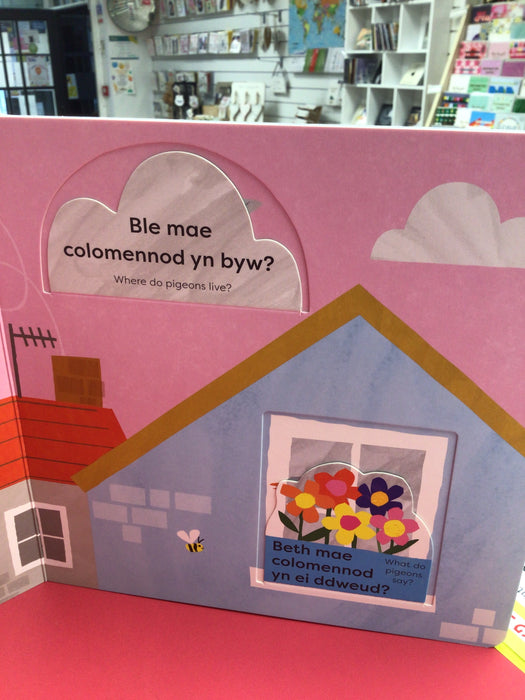 Ble mae
colomennod yn byw?
Where do pigeons live?
Beth mae
colomennod
yn ei ddweud?
What do
pigeons
say?